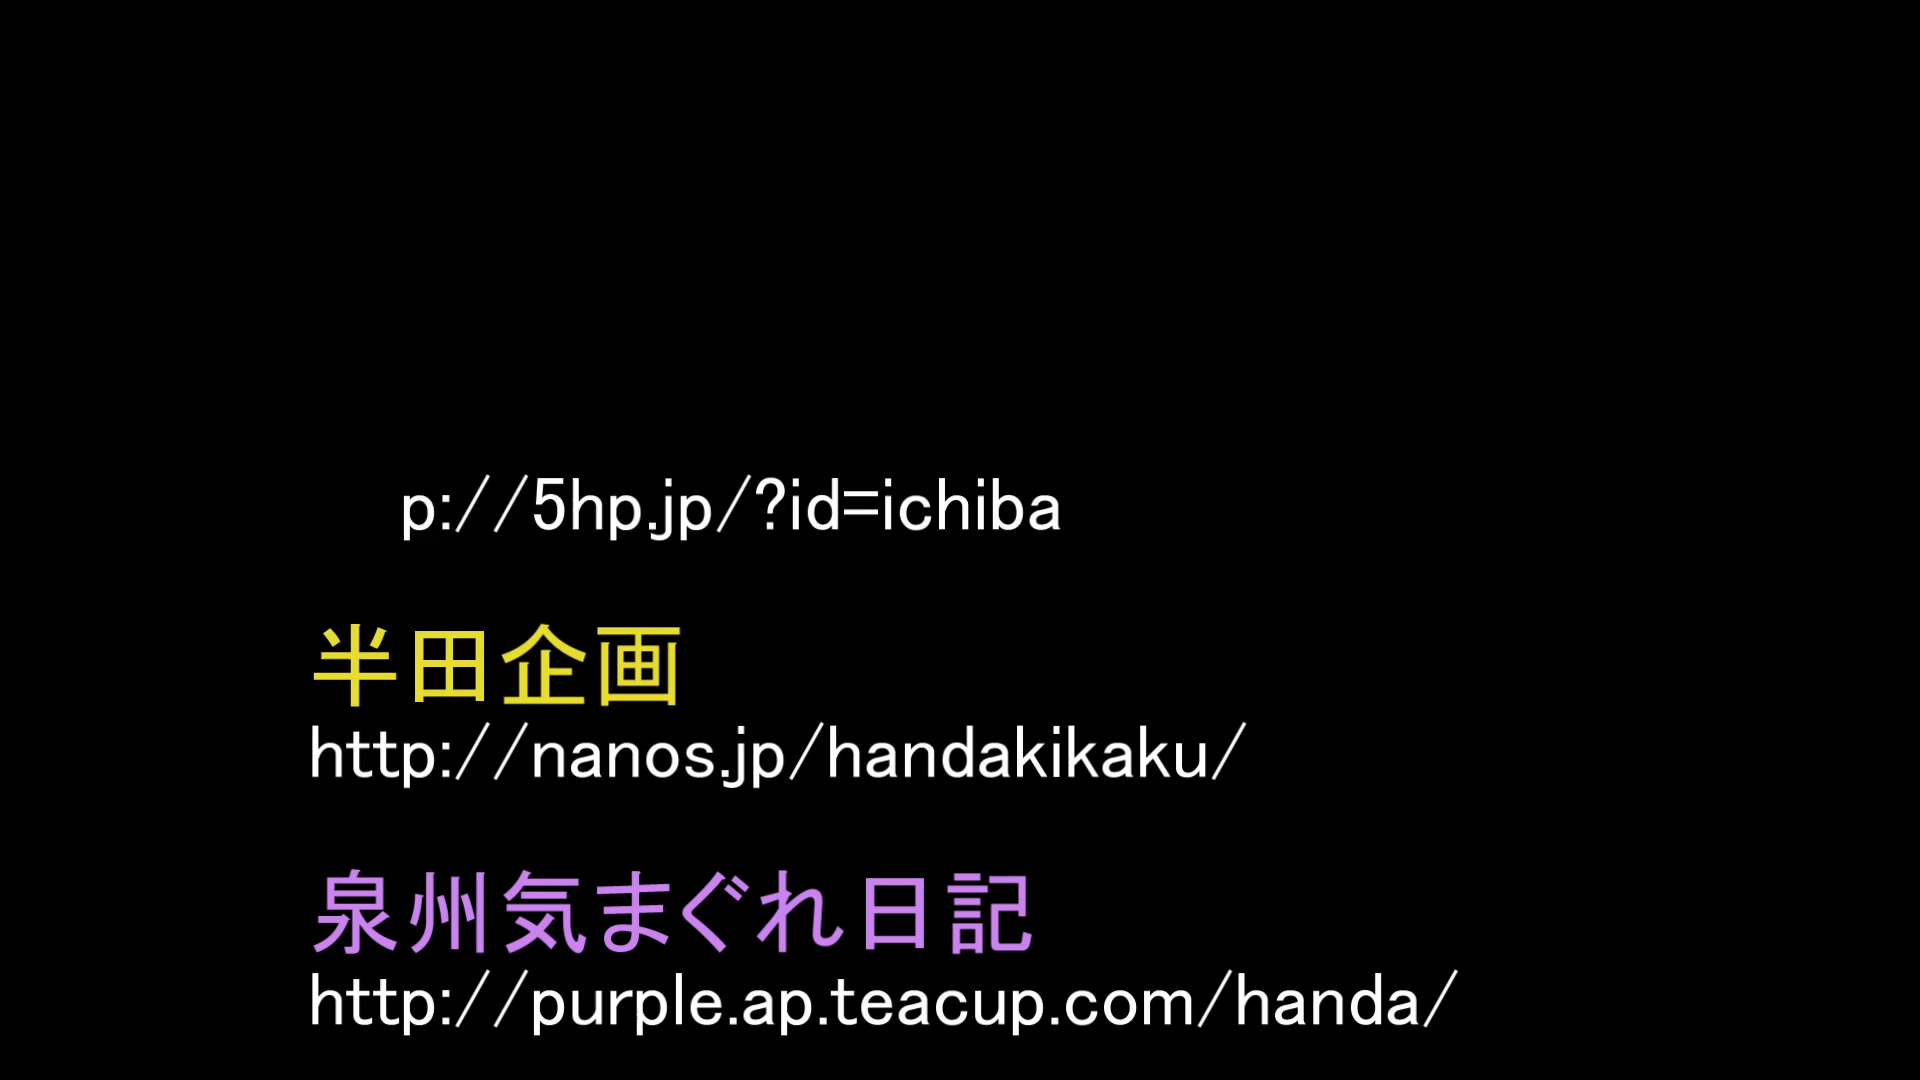 p://5hp.jp/?id=ichiba
半田企画
http://nanos.jp/handakikaku/
泉州気まぐれ日記
http://purple.ap.teacup.com/handa/